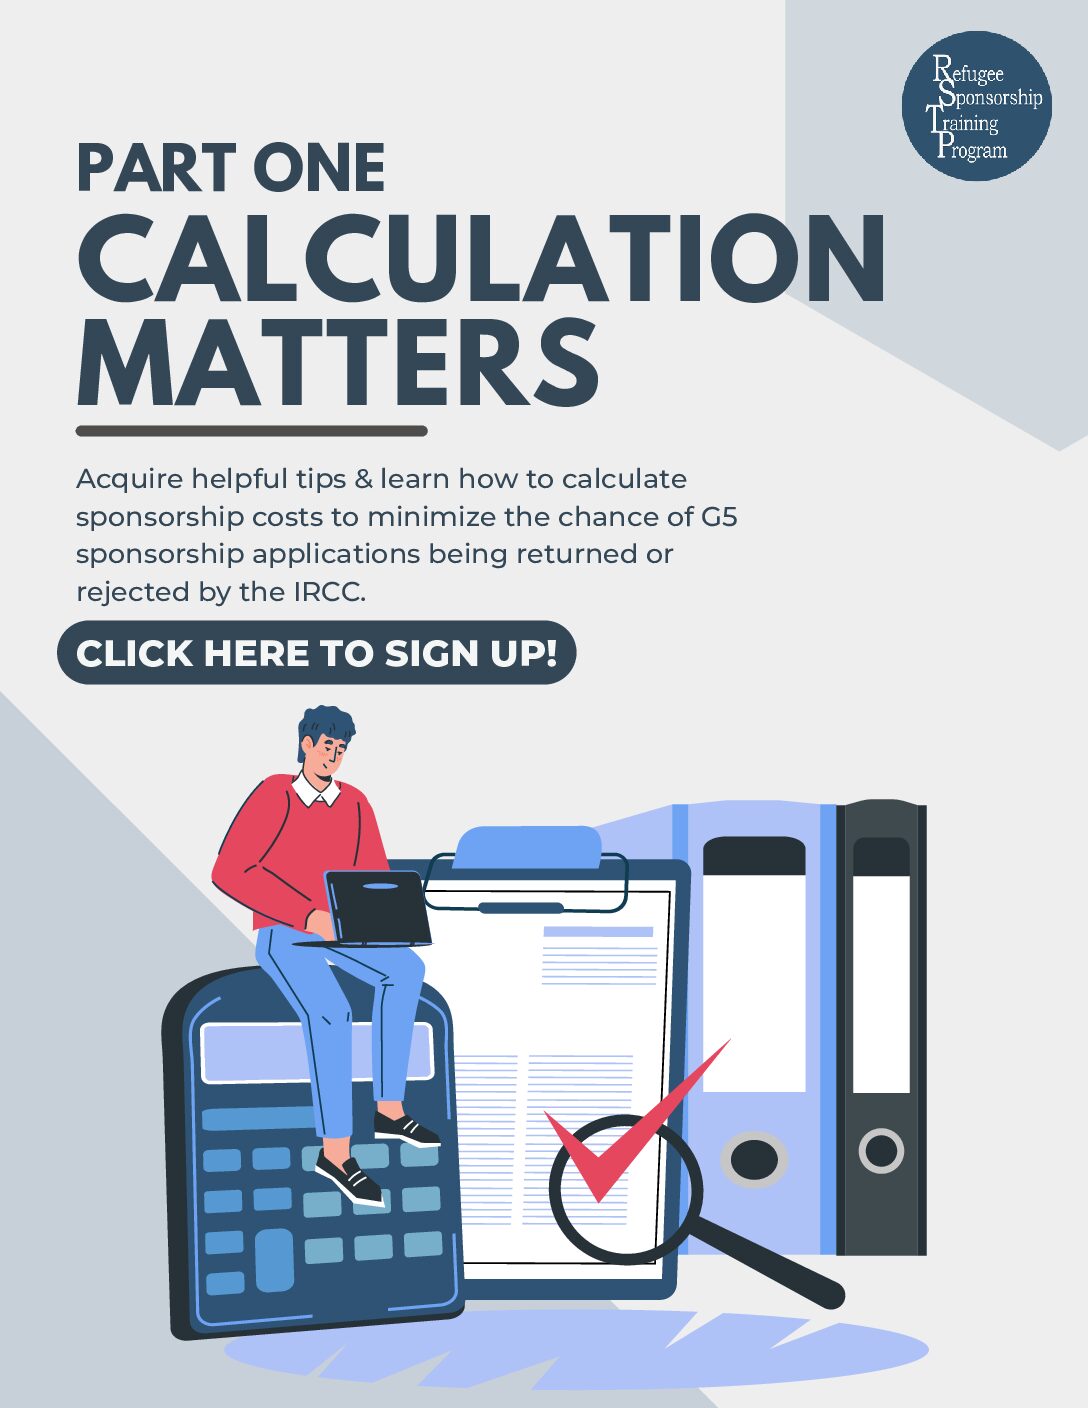 Refugee
Sponsorship
Training
Program
PART ONE
CALCULATION
MATTERS
Acquire helpful tips & learn how to calculate
sponsorship costs to minimize the chance of G5
sponsorship applications being returned or
rejected by the IRCC.
CLICK HERE TO SIGN UP!